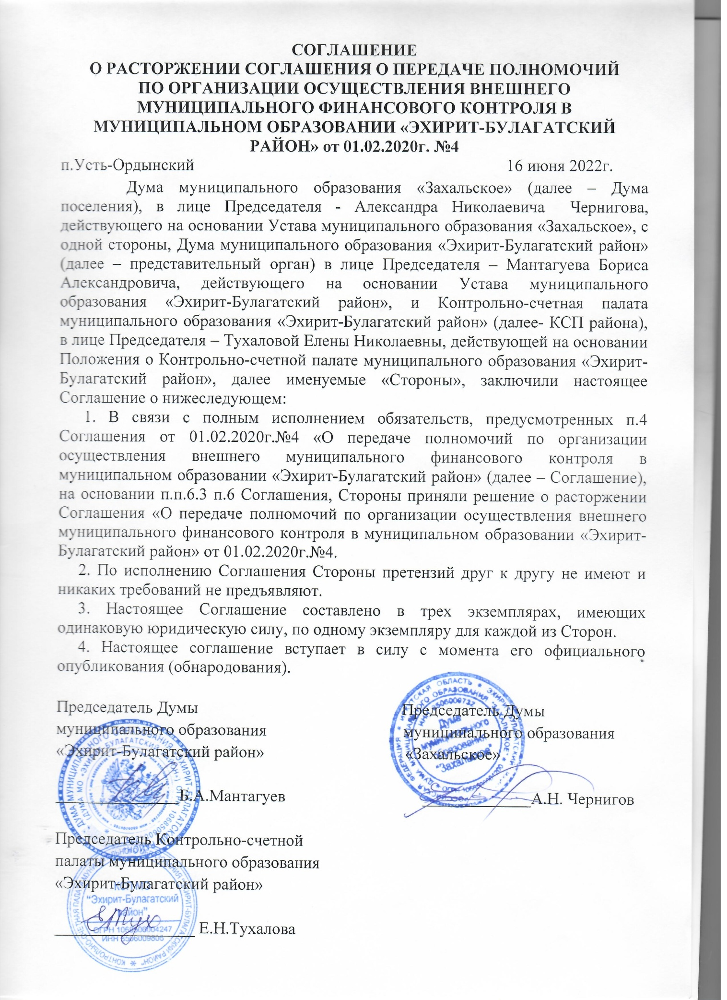 СОГЛАШЕНИЕ
О РАСТОРЖЕНИИ СОГЛАШЕНИЯ О ПЕРЕДАЧЕ ПОЛНОМОЧИЙ
ПО ОРГАНИЗАЦИИ ОСУЩЕСТВЛЕНИЯ ВНЕШНЕГО
МУНИЦИПАЛЬНОГО ФИНАНСОВОГО КОНТРОЛЯ В
МУНИЦИПАЛЬНОМ ОБРАЗОВАНИИ «ЭХИРИТ-БУЛАГАТСКИЙ
РАЙОН» от 01.02.2020г. №4
п.Усть-Ордынский 16 июня 2022г.
Дума муниципального образования «Захальское» (далее – Дума
поселения), в лице Председателя - Александра Николаевича Чернигова,
действующего на основании Устава муниципального образования «Захальское», с
одной стороны, Дума муниципального образования «Эхирит-Булагатский район»
(далее – представительный орган) в лице Председателя – Мантагуева Бориса
Александровича, действующего на основании Устава муниципального
образования «Эхирит-Булагатский район», и Контрольно-счетная палата
муниципального образования «Эхирит-Булагатский район» (далее- КСП района),
в лице Председателя – Тухаловой Елены Николаевны, действующей на основании
Положения о Контрольно-счетной палате муниципального образования «Эхирит-
Булагатский район», далее именуемые «Стороны», заключили настоящее
Соглашение о нижеследующем:
1. В связи с полным исполнением обязательств, предусмотренных п.4
Соглашения от 01.02.2020г.№4 «О передаче полномочий по организации
осуществления внешнего муниципального финансового контроля в
муниципальном образовании «Эхирит-Булагатский район» (далее – Соглашение),
на основании п.п.6.3 п.6 Соглашения, Стороны приняли решение о расторжении
Соглашения «О передаче полномочий по организации осуществления внешнего
муниципального финансового контроля в муниципальном образовании «Эхирит-
Булагатский район» от 01.02.2020г.№4.
2. По исполнению Соглашения Стороны претензий друг к другу не имеют и
никаких требований не предъявляют.
3. Настоящее Соглашение составлено в трех экземплярах, имеющих
одинаковую юридическую силу, по одному экземпляру для каждой из Сторон.
4. Настоящее соглашение вступает в силу с момента его официального
опубликования (обнародования).
Председатель Думы
муниципального образования
«Эхирит-Булагатский район»
Б.А.Мантагуев
Председатель Думы
муниципального образования
«Захальское»
А.Н. Чернигов
Дума
муниципального
образования
"Захальское"
Председатель Контрольно-счетной
палаты муниципального образования
«Эхирит-Булагатский район»
Е.Н.Тухалова
"Эхирит-Булагатский
район"
ОГРН 1068506004247
ИНН 8506009806